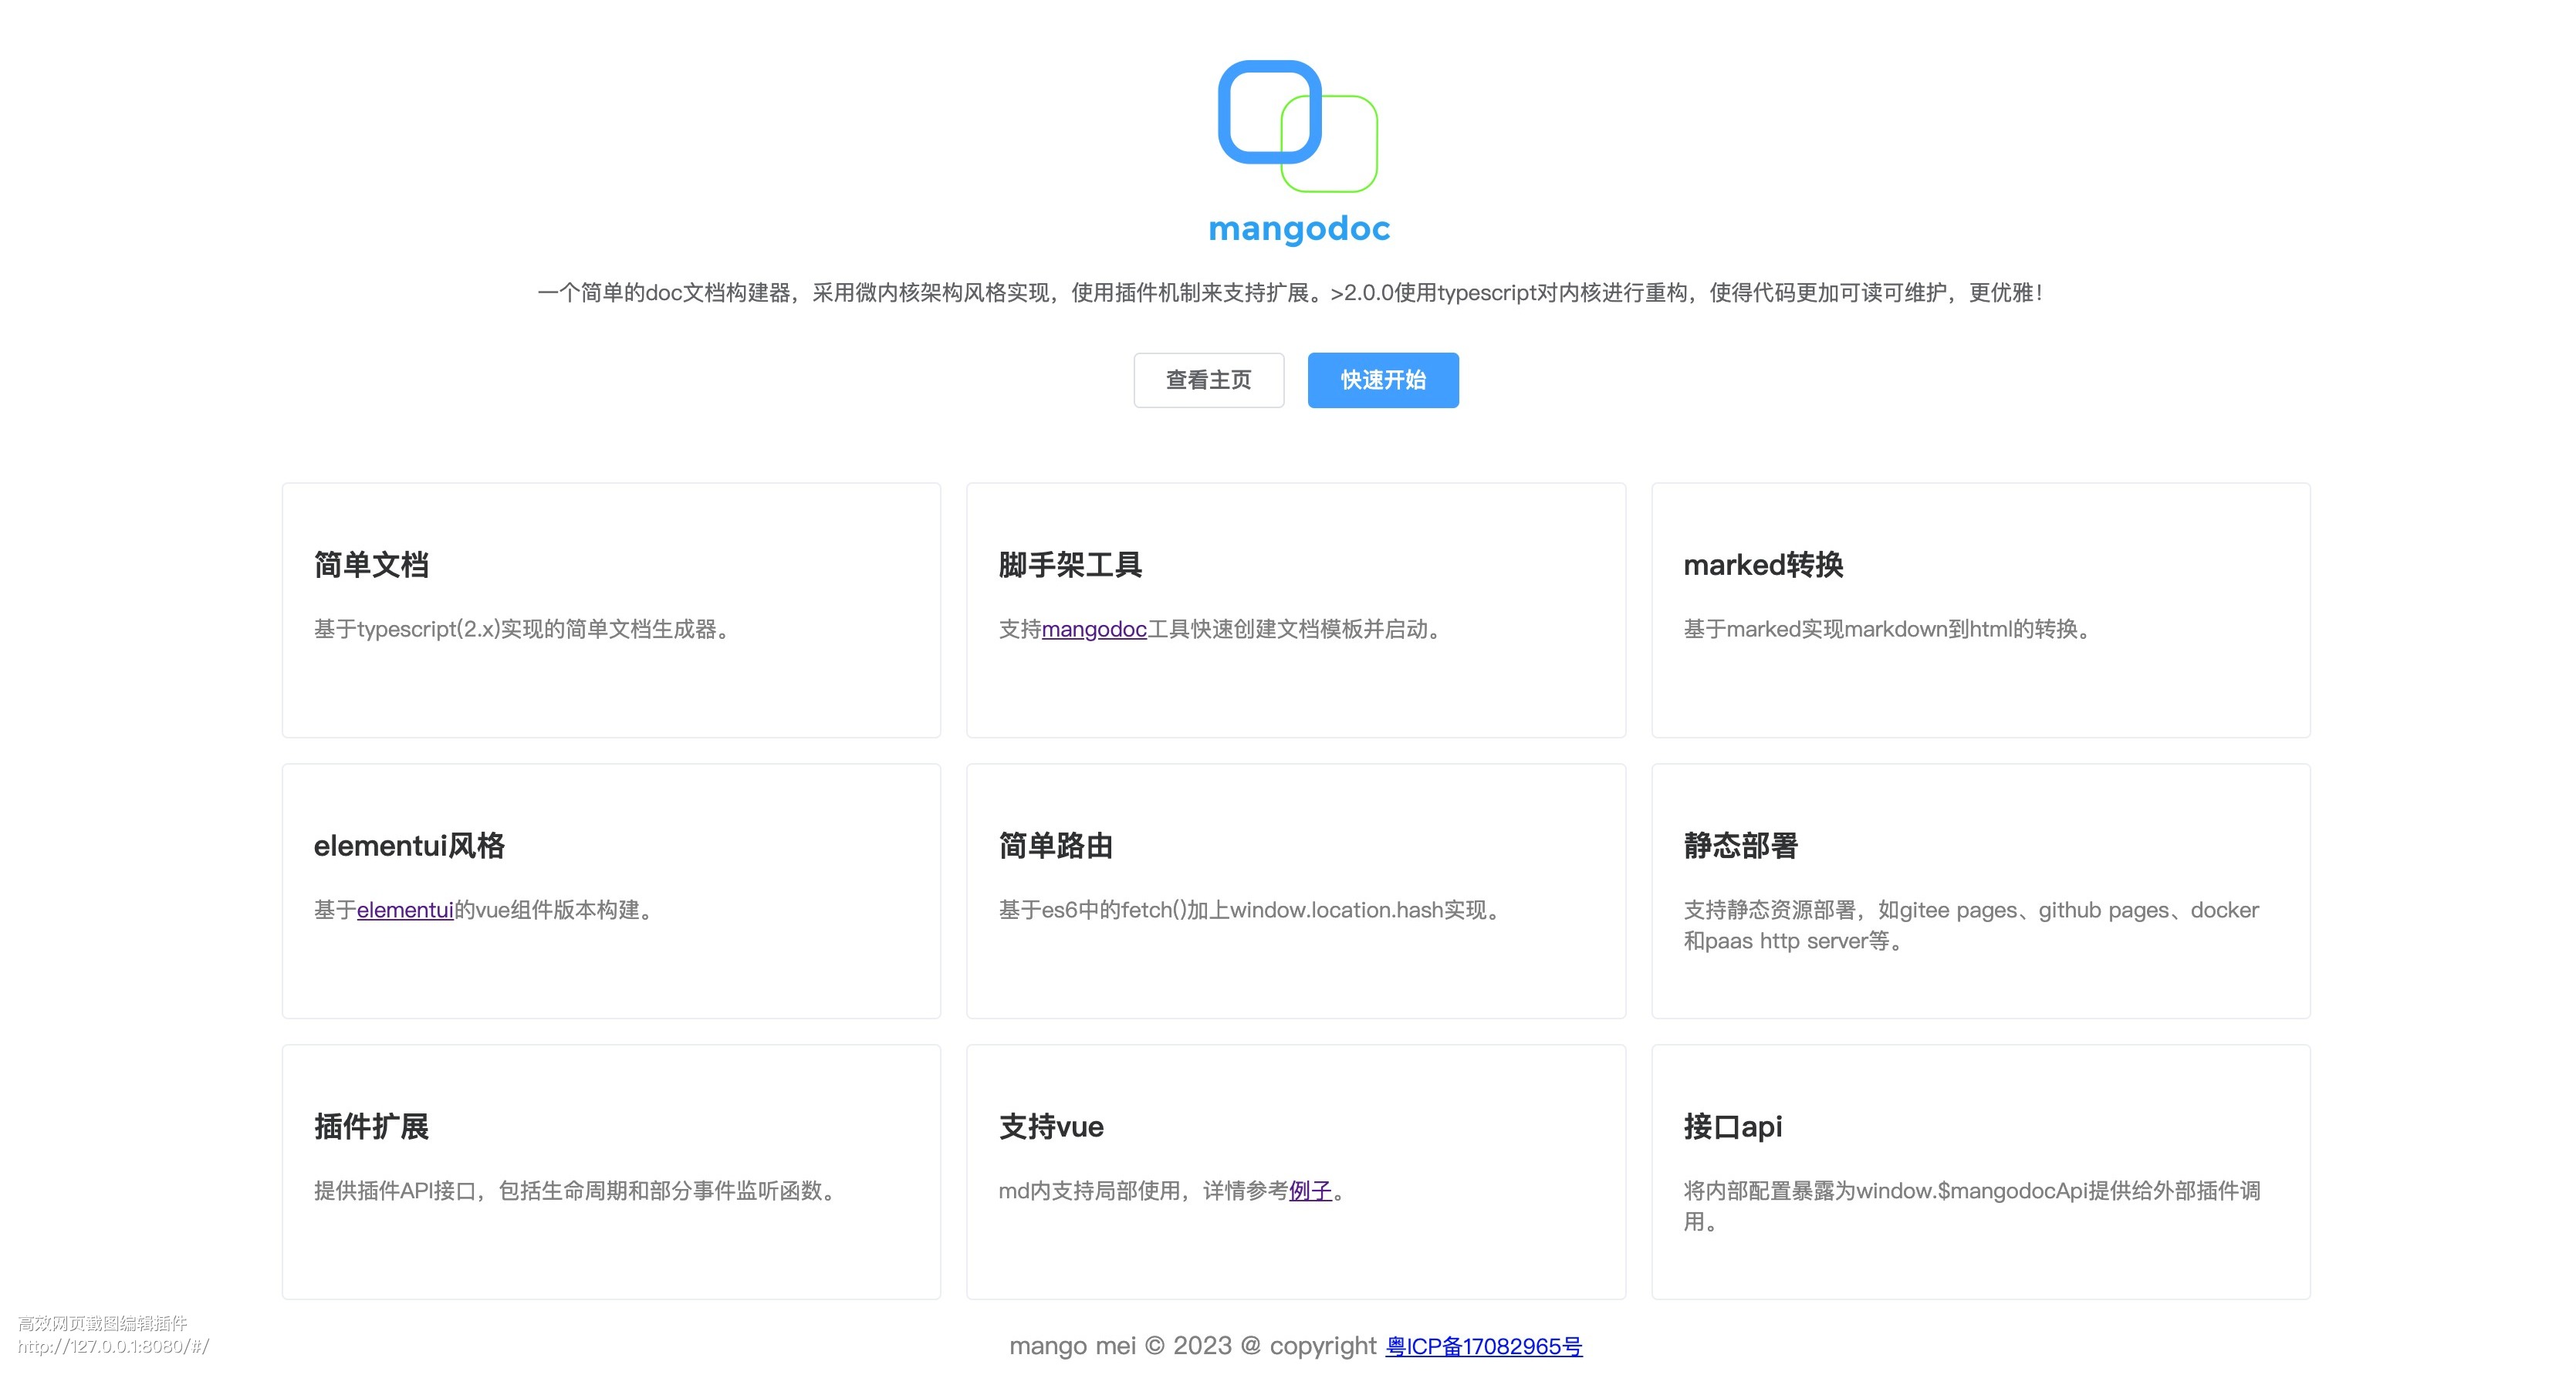 mangodoc
一个简单的doc文档构建器，采用微内核架构风格实现，使用插件机制来支持扩展。>2.0.0使用typescript对内核进行重构，使得代码更加可读可维护，更优雅！
查看主页
快速开始
简单文档
基于typescript(2.x)实现的简单文档生成器。
脚手架工具
支持mangodoc工具快速创建文档模板并启动。
marked转换
基于marked实现markdown到html的转换。
elementui风格
基于elementui的vue组件版本构建。
简单路由
基于es6中的fetch()加上window.location.hash实现。
静态部署
支持静态资源部署，如gitee pages、github pages、docker
和paas http server等。
插件扩展
提供插件API接口，包括生命周期和部分事件监听函数。
支持vue
md内支持局部使用，详情参考例子。
接口api
将内部配置暴露为window.$mangodocApi提供给外部插件调
用。
高效网页截图编辑插件
http://127.0.0.1:8080/#/
mango mei © 2023 @ copyright 粤ICP备17082965号